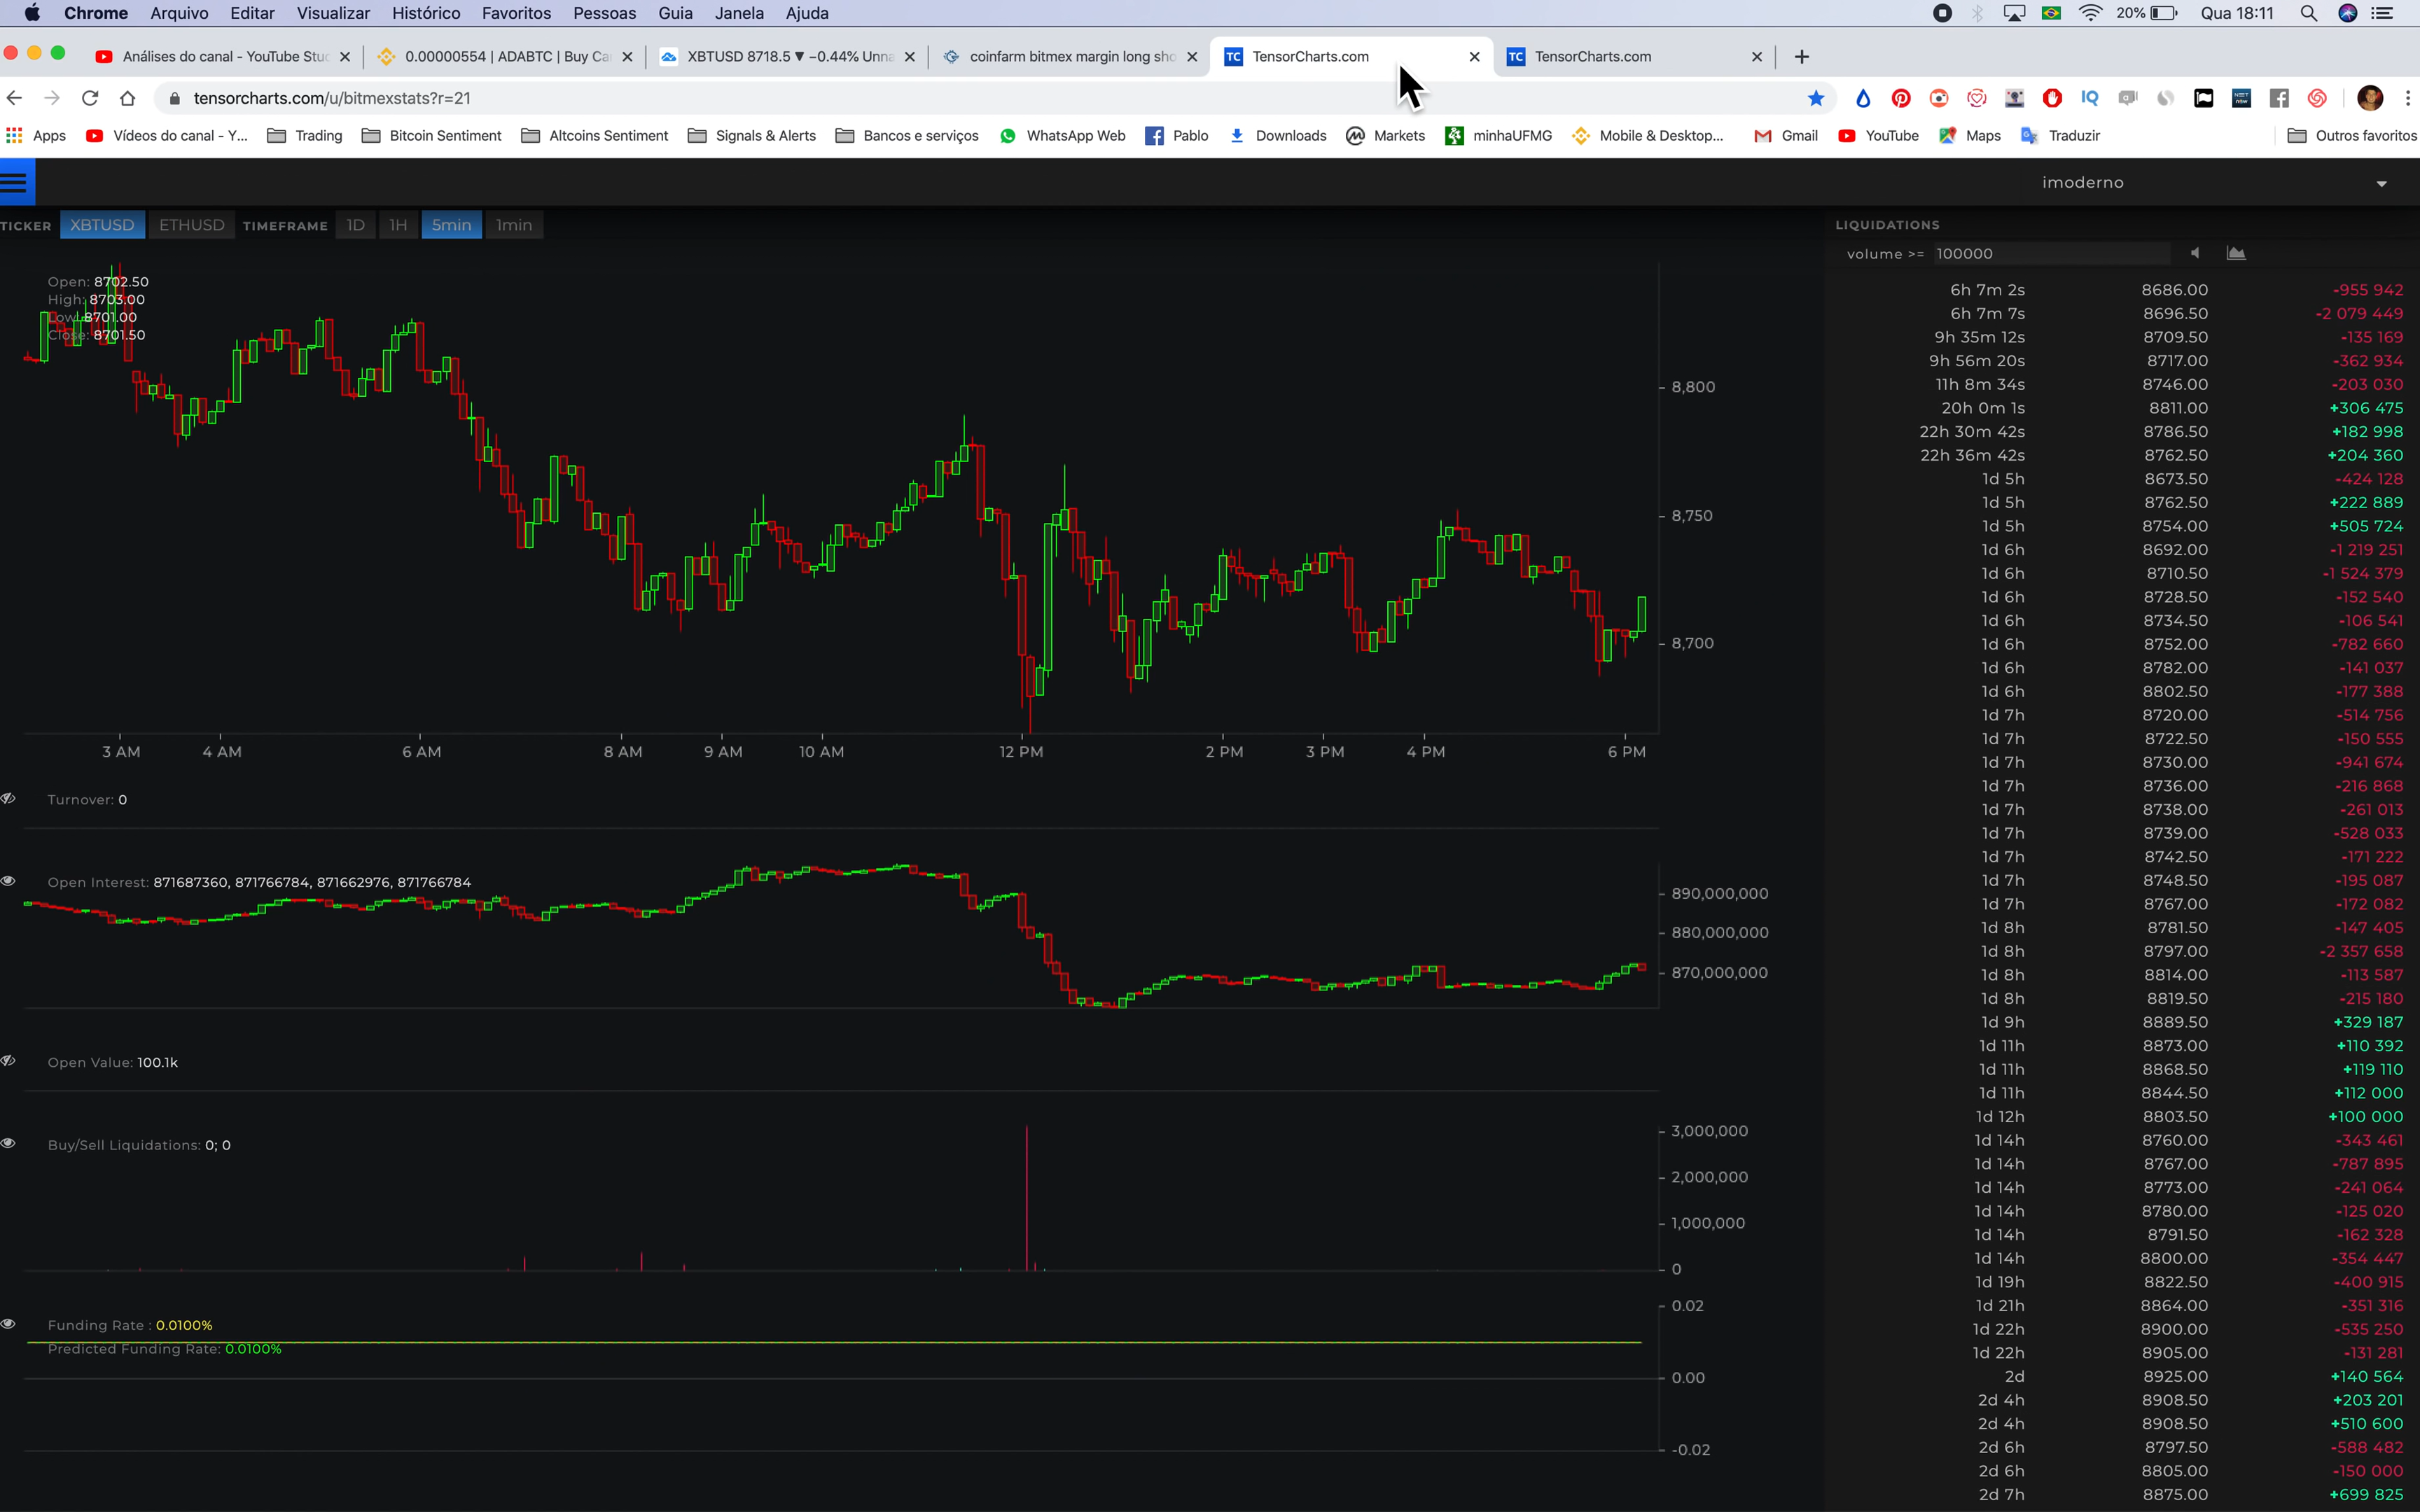 Chrome Arquivo Editar Visualizar Histórico Favoritos Pessoas Guia Janela Ajuda 20% Qua 18:11
Análises do canal - YouTube Stu 0.00000554 | ADABTC | Buy Ca XBTUSD 8718.5 ▼ −0.44% Unna coinfarm bitmex margin long sho TensorCharts.com TensorCharts.com
tensorcharts.com/u/bitmexstats?r=21
Apps Vídeos do canal - Y... Trading Bitcoin Sentiment Altcoins Sentiment Signals & Alerts Bancos e serviços WhatsApp Web Pablo Downloads Markets minhaUFMG Mobile & Desktop... Gmail YouTube Maps Traduzir Outros favoritos
imoderno
TICKER XBTUSD ETHUSD TIMEFRAME 1D 1H 5min 1min
Open: 8702.50
High: 8703.00
Low: 8701.00
Close: 8701.50
8,800
8,750
8,700
3 AM 4 AM 6 AM 8 AM 9 AM 10 AM 12 PM 2 PM 3 PM 4 PM 6 PM
Turnover: 0
Open Interest: 871687360, 871766784, 871662976, 871766784
890,000,000
880,000,000
870,000,000
Open Value: 100.1k
Buy/Sell Liquidations: 0; 0
3,000,000
2,000,000
1,000,000
0
Funding Rate : 0.0100%
Predicted Funding Rate: 0.0100%
0.02
0.00
-0.02
LIQUIDATIONS
volume >= 100000
6h 7m 2s 8686.00 -955 942
6h 7m 7s 8696.50 -2 079 449
9h 35m 12s 8709.50 -135 169
9h 56m 20s 8717.00 -362 934
11h 8m 34s 8746.00 -203 030
20h 0m 1s 8811.00 +306 475
22h 30m 42s 8786.50 +182 998
22h 36m 42s 8762.50 +204 360
1d 5h 8673.50 -424 128
1d 5h 8762.50 +222 889
1d 5h 8754.00 +505 724
1d 6h 8692.00 -1 219 251
1d 6h 8710.50 -1 524 379
1d 6h 8728.50 -152 540
1d 6h 8734.50 -106 541
1d 6h 8752.00 -782 660
1d 6h 8782.00 -141 037
1d 6h 8802.50 -177 388
1d 7h 8720.00 -514 756
1d 7h 8722.50 -150 555
1d 7h 8730.00 -941 674
1d 7h 8736.00 -216 868
1d 7h 8738.00 -261 013
1d 7h 8739.00 -528 033
1d 7h 8742.50 -171 222
1d 7h 8748.50 -195 087
1d 7h 8767.00 -172 082
1d 8h 8781.50 -147 405
1d 8h 8797.00 -2 357 658
1d 8h 8814.00 -113 587
1d 8h 8819.50 -215 180
1d 9h 8889.50 +329 187
1d 11h 8873.00 +110 392
1d 11h 8868.50 +119 110
1d 11h 8844.50 +112 000
1d 12h 8803.50 +100 000
1d 14h 8760.00 -343 461
1d 14h 8767.00 -787 895
1d 14h 8773.00 -241 064
1d 14h 8780.00 -125 020
1d 14h 8791.50 -162 328
1d 14h 8800.00 -354 447
1d 19h 8822.50 -400 915
1d 21h 8864.00 -351 316
1d 22h 8900.00 -535 250
1d 22h 8905.00 -131 281
2d 8925.00 +140 564
2d 4h 8908.50 +203 201
2d 4h 8908.50 +510 600
2d 6h 8797.50 -588 482
2d 6h 8805.00 -150 000
2d 7h 8875.00 +699 825